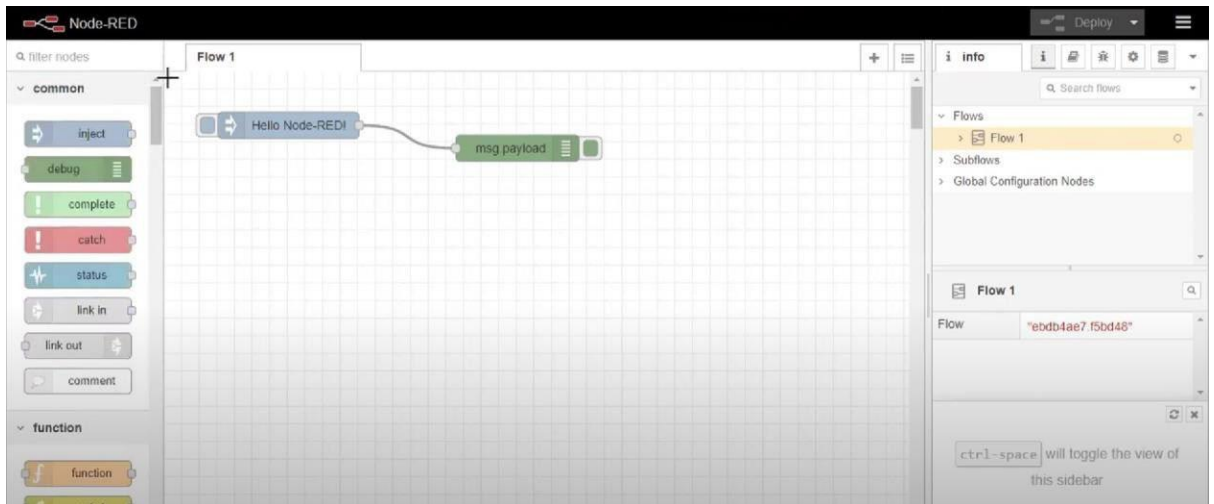 Node-RED
Deploy
filter nodes
Flow 1
info
i
Search flows
common
inject
debug
complete
catch
status
link in
link out
comment
function
function
Hello Node-RED!
msg.payload
Flows
Flow 1
Subflows
Global Configuration Nodes
Flow 1
Flow "ebdb4ae7.f5bd48"
ctrl-space will toggle the view of
this sidebar